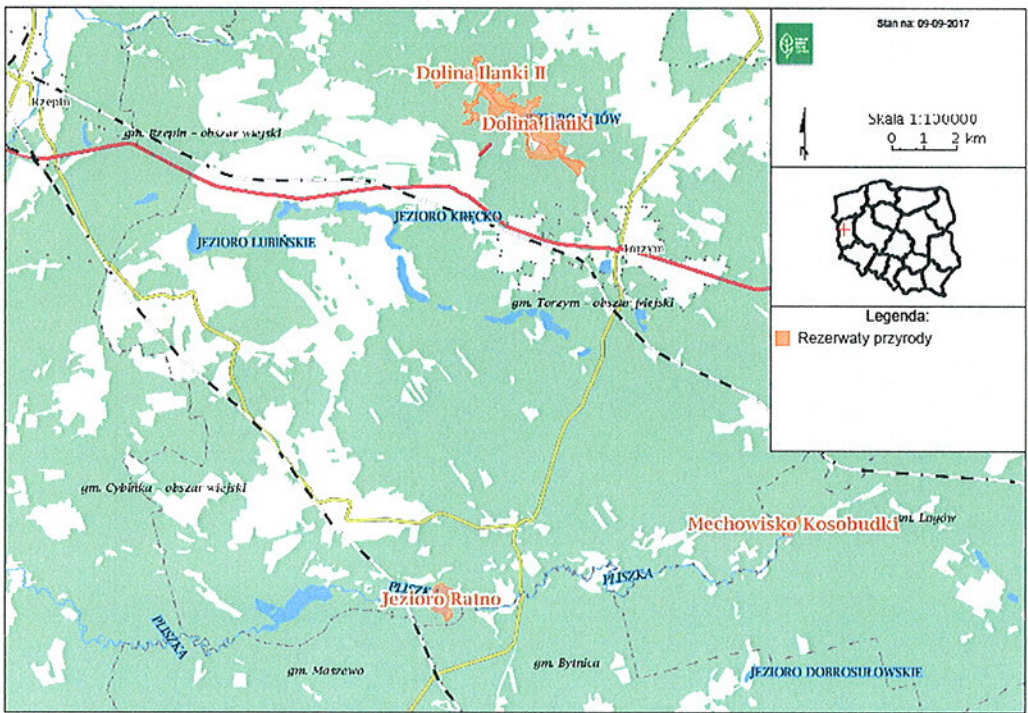 Stan na: 09-09-2017
Skala 1:100000
0 1 2 km
Legenda:
Rezerwaty przyrody
Dolina Ilanki II
Dolina Ilanki
Rzepin
gm. Rzepin - obszar wiejski
JEZIORO KRĘCKO
JEZIORO LUBIŃSKIE
Torzym
gm. Torzym - obszar wiejski
gm. Cybinka - obszar wiejski
Mechowisko Kosobudki
gm. Łagów
PLISZKA
PLISZKA
Jezioro Ratno
PLISZKA
gm. Maszewo
gm. Bytnica
JEZIORO DOBROSUŁOWSKIE